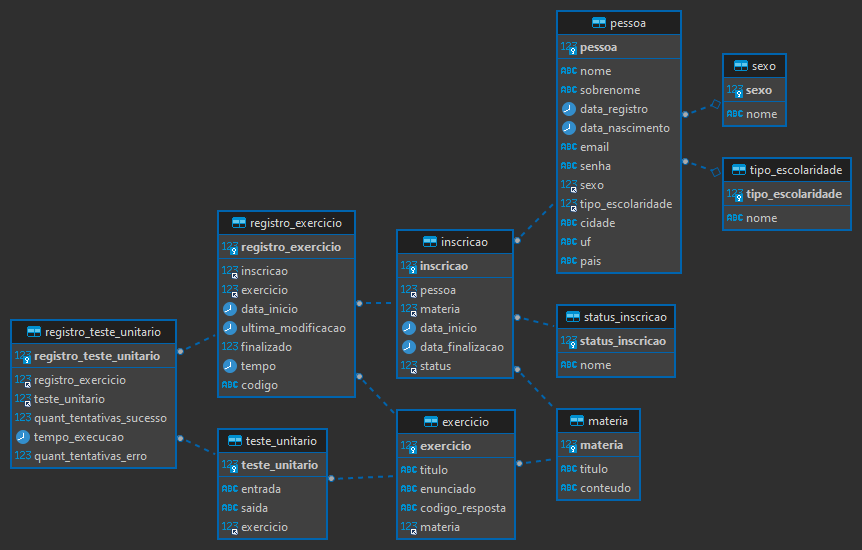 pessoa
123 pessoa
ABC nome
ABC sobrenome
data_registro
data_nascimento
ABC email
ABC senha
123 sexo
123 tipo_escolaridade
ABC cidade
ABC uf
ABC pais
sexo
123 sexo
ABC nome
tipo_escolaridade
123 tipo_escolaridade
ABC nome
registro_exercicio
123 registro_exercicio
123 inscricao
123 exercicio
data_inicio
ultima_modificacao
123 finalizado
tempo
ABC codigo
inscricao
123 inscricao
123 pessoa
123 materia
data_inicio
data_finalizacao
123 status
status_inscricao
123 status_inscricao
ABC nome
registro_teste_unitario
123 registro_teste_unitario
123 registro_exercicio
123 teste_unitario
123 quant_tentativas_sucesso
tempo_execucao
123 quant_tentativas_erro
teste_unitario
123 teste_unitario
ABC entrada
ABC saida
123 exercicio
exercicio
123 exercicio
ABC titulo
ABC enunciado
ABC codigo_resposta
123 materia
materia
123 materia
ABC titulo
ABC conteudo